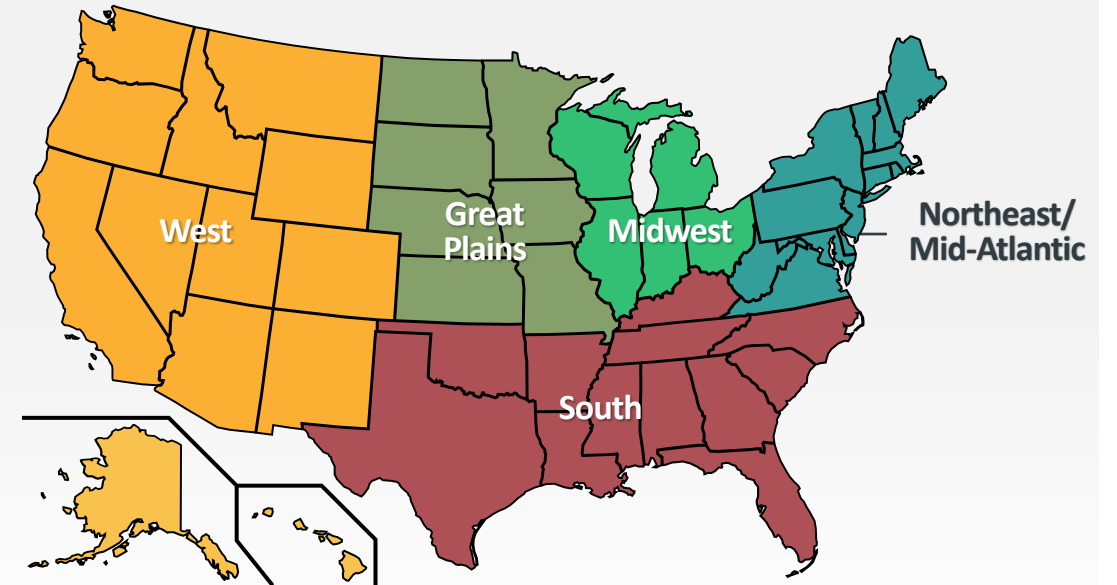 West
Great
Plains
Midwest
Northeast/
Mid-Atlantic
South